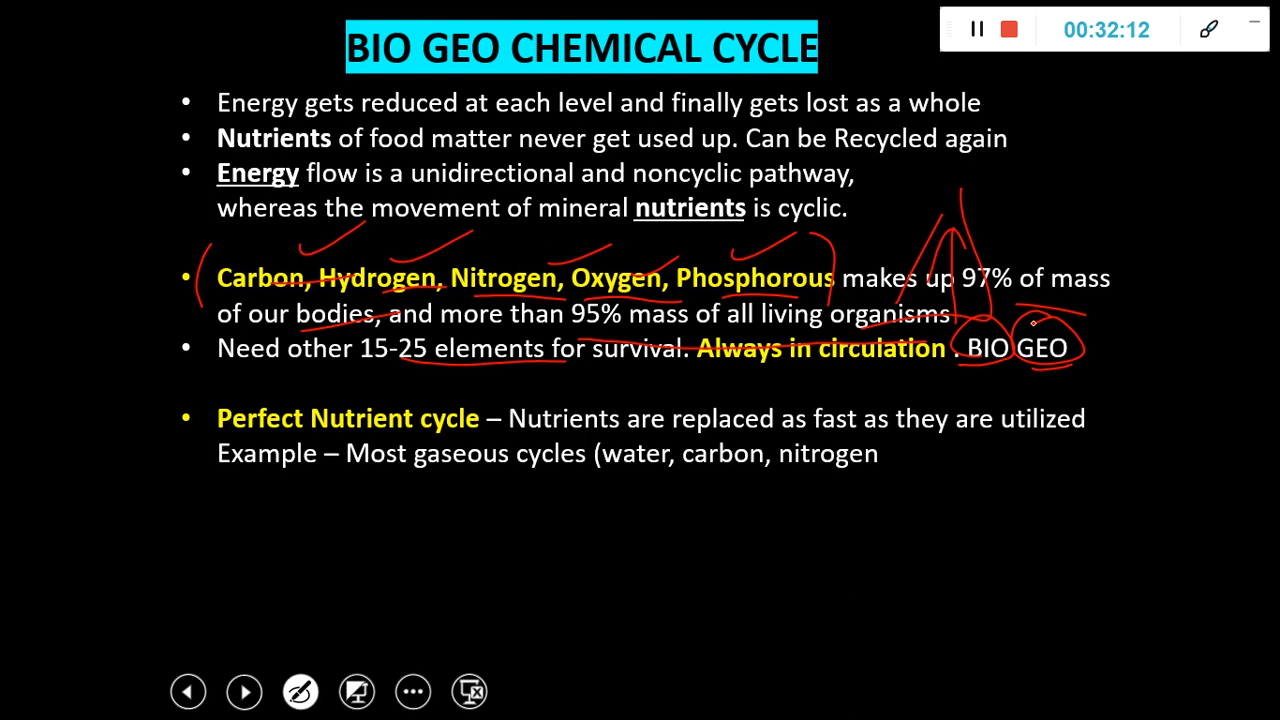 BIO GEO CHEMICAL CYCLE
00:32:12
• Energy gets reduced at each level and finally gets lost as a whole
• Nutrients of food matter never get used up. Can be Recycled again
• Energy flow is a unidirectional and noncyclic pathway,
whereas the movement of mineral nutrients is cyclic.
• Carbon, Hydrogen, Nitrogen, Oxygen, Phosphorous makes up 97% of mass
of our bodies, and more than 95% mass of all living organisms
• Need other 15-25 elements for survival. Always in circulation . BIO GEO
• Perfect Nutrient cycle – Nutrients are replaced as fast as they are utilized
Example – Most gaseous cycles (water, carbon, nitrogen